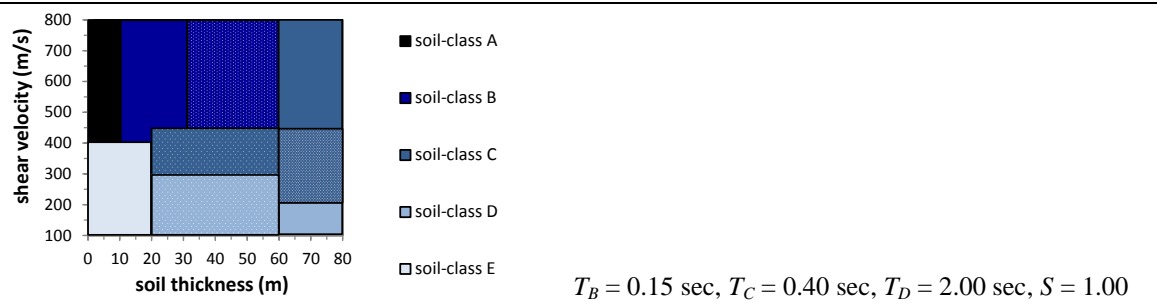 shear velocity (m/s)
800
700
600
500
400
300
200
100
0 10 20 30 40 50 60 70 80
soil thickness (m)
soil-class A
soil-class B
soil-class C
soil-class D
soil-class E
T_B = 0.15 sec, T_C = 0.40 sec, T_D = 2.00 sec, S = 1.00